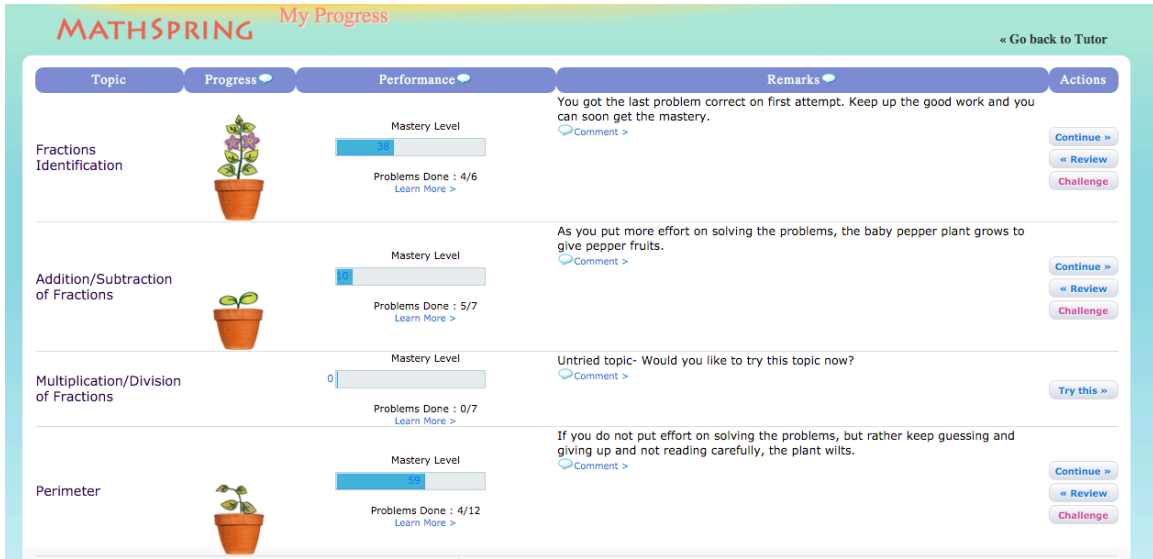 MATHSPRING
My Progress
« Go back to Tutor
Topic
Progress
Performance
Remarks
Actions
Fractions
Identification
Mastery Level
38
Problems Done : 4/6
Learn More >
You got the last problem correct on first attempt. Keep up the good work and you
can soon get the mastery.
Comment >
Continue »
« Review
Challenge
Addition/Subtraction
of Fractions
Mastery Level
10
Problems Done : 5/7
Learn More >
As you put more effort on solving the problems, the baby pepper plant grows to
give pepper fruits.
Comment >
Continue »
« Review
Challenge
Multiplication/Division
of Fractions
Mastery Level
0
Problems Done : 0/7
Learn More >
Untried topic- Would you like to try this topic now?
Comment >
Try this »
Perimeter
Mastery Level
59
Problems Done : 4/12
Learn More >
If you do not put effort on solving the problems, but rather keep guessing and
giving up and not reading carefully, the plant wilts.
Comment >
Continue »
« Review
Challenge